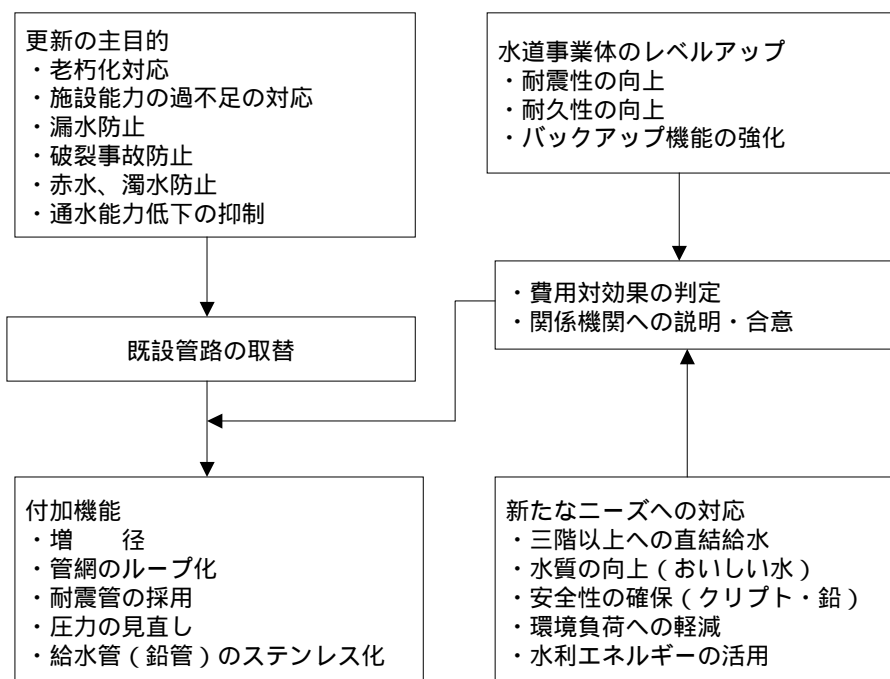 更新の主目的
・老朽化対応
・施設能力の過不足の対応
・漏水防止
・破裂事故防止
・赤水、濁水防止
・通水能力低下の抑制
水道事業体のレベルアップ
・耐震性の向上
・耐久性の向上
・バックアップ機能の強化
・費用対効果の判定
・関係機関への説明・合意
既設管路の取替
付加機能
・増　　径
・管網のループ化
・耐震管の採用
・圧力の見直し
・給水管（鉛管）のステンレス化
新たなニーズへの対応
・三階以上への直結給水
・水質の向上（おいしい水）
・安全性の確保（クリプト・鉛）
・環境負荷への軽減
・水利エネルギーの活用